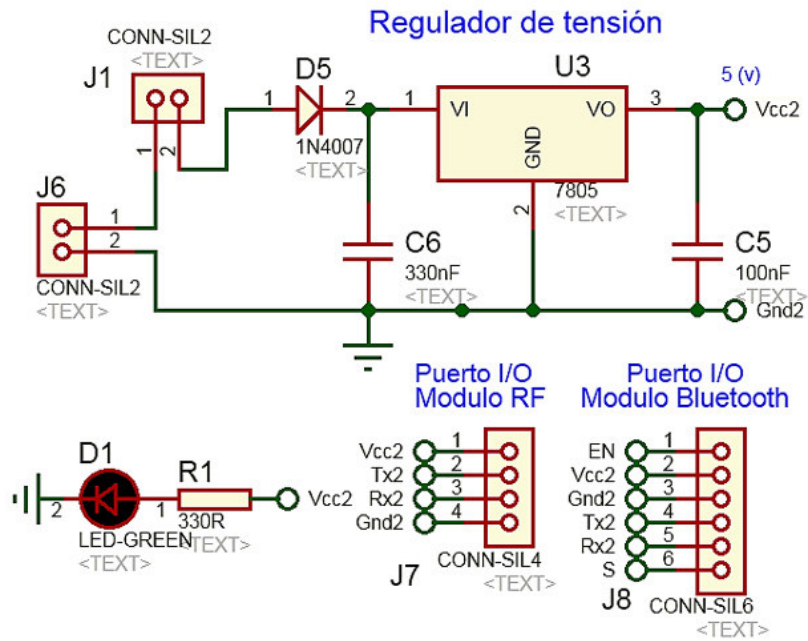 Regulador de tensión
CONN-SIL2
<TEXT>
J1
1
2
D5
1
2
1N4007
<TEXT>
U3
1
VI
VO
3
GND
2
7805
<TEXT>
5 (v)
Vcc2
J6
1
2
CONN-SIL2
<TEXT>
C6
330nF
<TEXT>
C5
100nF
<TEXT>
Gnd2
D1
2
1
LED-GREEN
<TEXT>
R1
330R
<TEXT>
Vcc2
Puerto I/O
Modulo RF
Vcc2 1
Tx2 2
Rx2 3
Gnd2 4
J7
CONN-SIL4
<TEXT>
Puerto I/O
Modulo Bluetooth
EN 1
Vcc2 2
Gnd2 3
Tx2 4
Rx2 5
S 6
J8
CONN-SIL6
<TEXT>